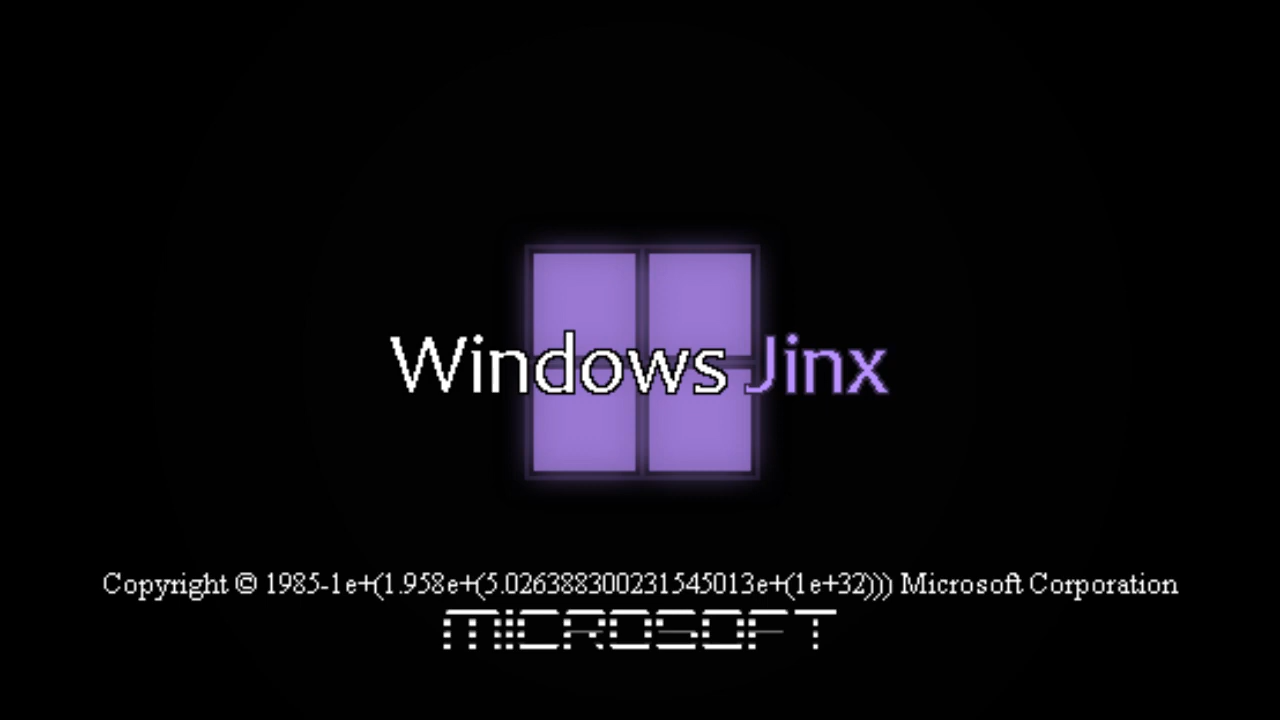 Windows Jinx
Copyright © 1985-1e+(1.958e+(5.026388300231545013e+(1e+32))) Microsoft Corporation
MICROSOFT